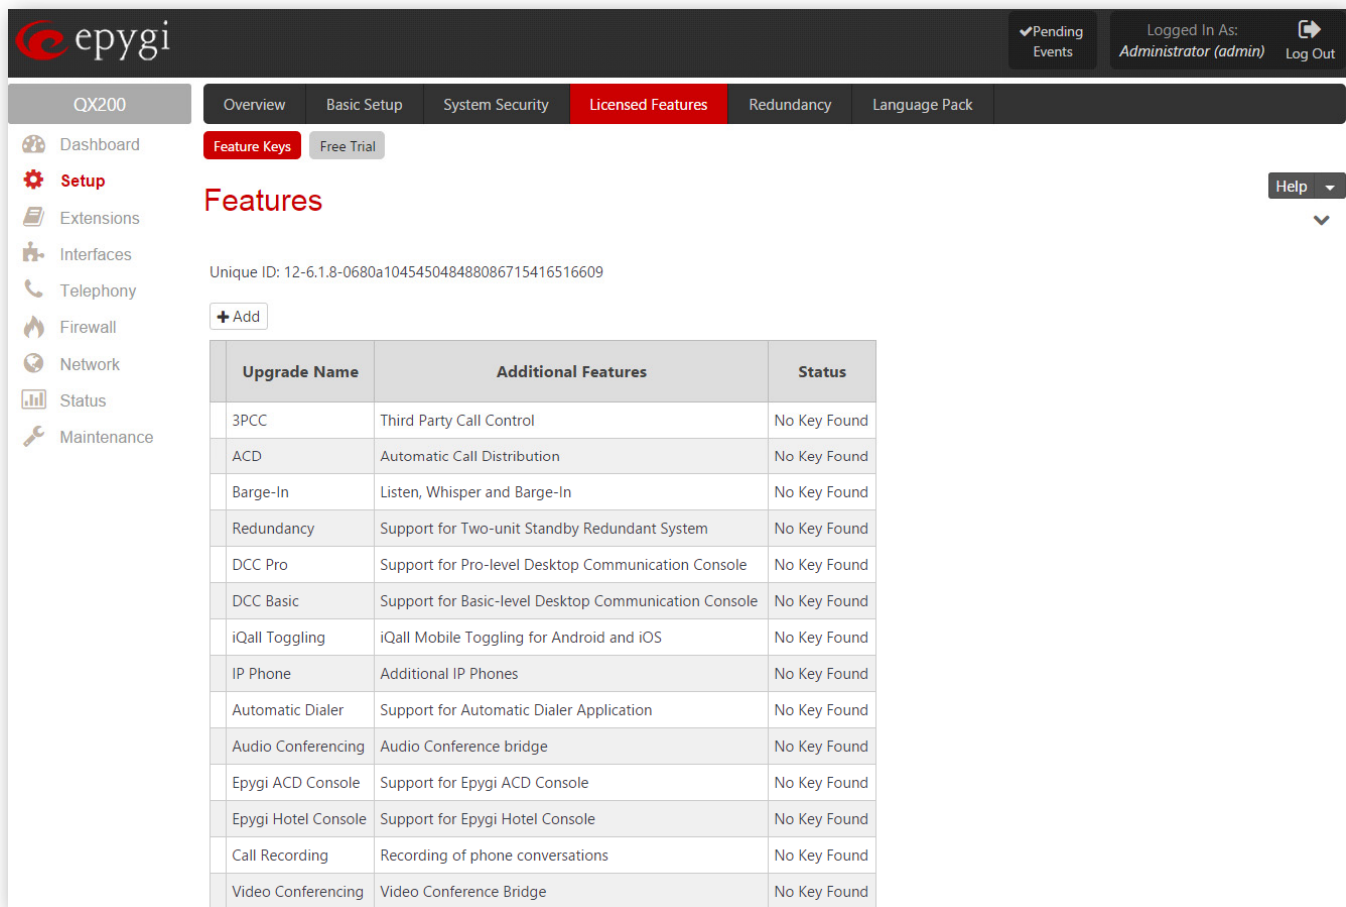 epygi
Pending Events
Logged In As:
Administrator (admin)
Log Out
QX200
Overview Basic Setup System Security Licensed Features Redundancy Language Pack
Dashboard
Setup
Extensions
Interfaces
Telephony
Firewall
Network
Status
Maintenance
Feature Keys Free Trial
Features
Help
Unique ID: 12-6.1.8-0680a104545048488086715416516609
Add
Upgrade Name Additional Features Status
3PCC Third Party Call Control No Key Found
ACD Automatic Call Distribution No Key Found
Barge-In Listen, Whisper and Barge-In No Key Found
Redundancy Support for Two-unit Standby Redundant System No Key Found
DCC Pro Support for Pro-level Desktop Communication Console No Key Found
DCC Basic Support for Basic-level Desktop Communication Console No Key Found
iQall Toggling iQall Mobile Toggling for Android and iOS No Key Found
IP Phone Additional IP Phones No Key Found
Automatic Dialer Support for Automatic Dialer Application No Key Found
Audio Conferencing Audio Conference bridge No Key Found
Epygi ACD Console Support for Epygi ACD Console No Key Found
Epygi Hotel Console Support for Epygi Hotel Console No Key Found
Call Recording Recording of phone conversations No Key Found
Video Conferencing Video Conference Bridge No Key Found